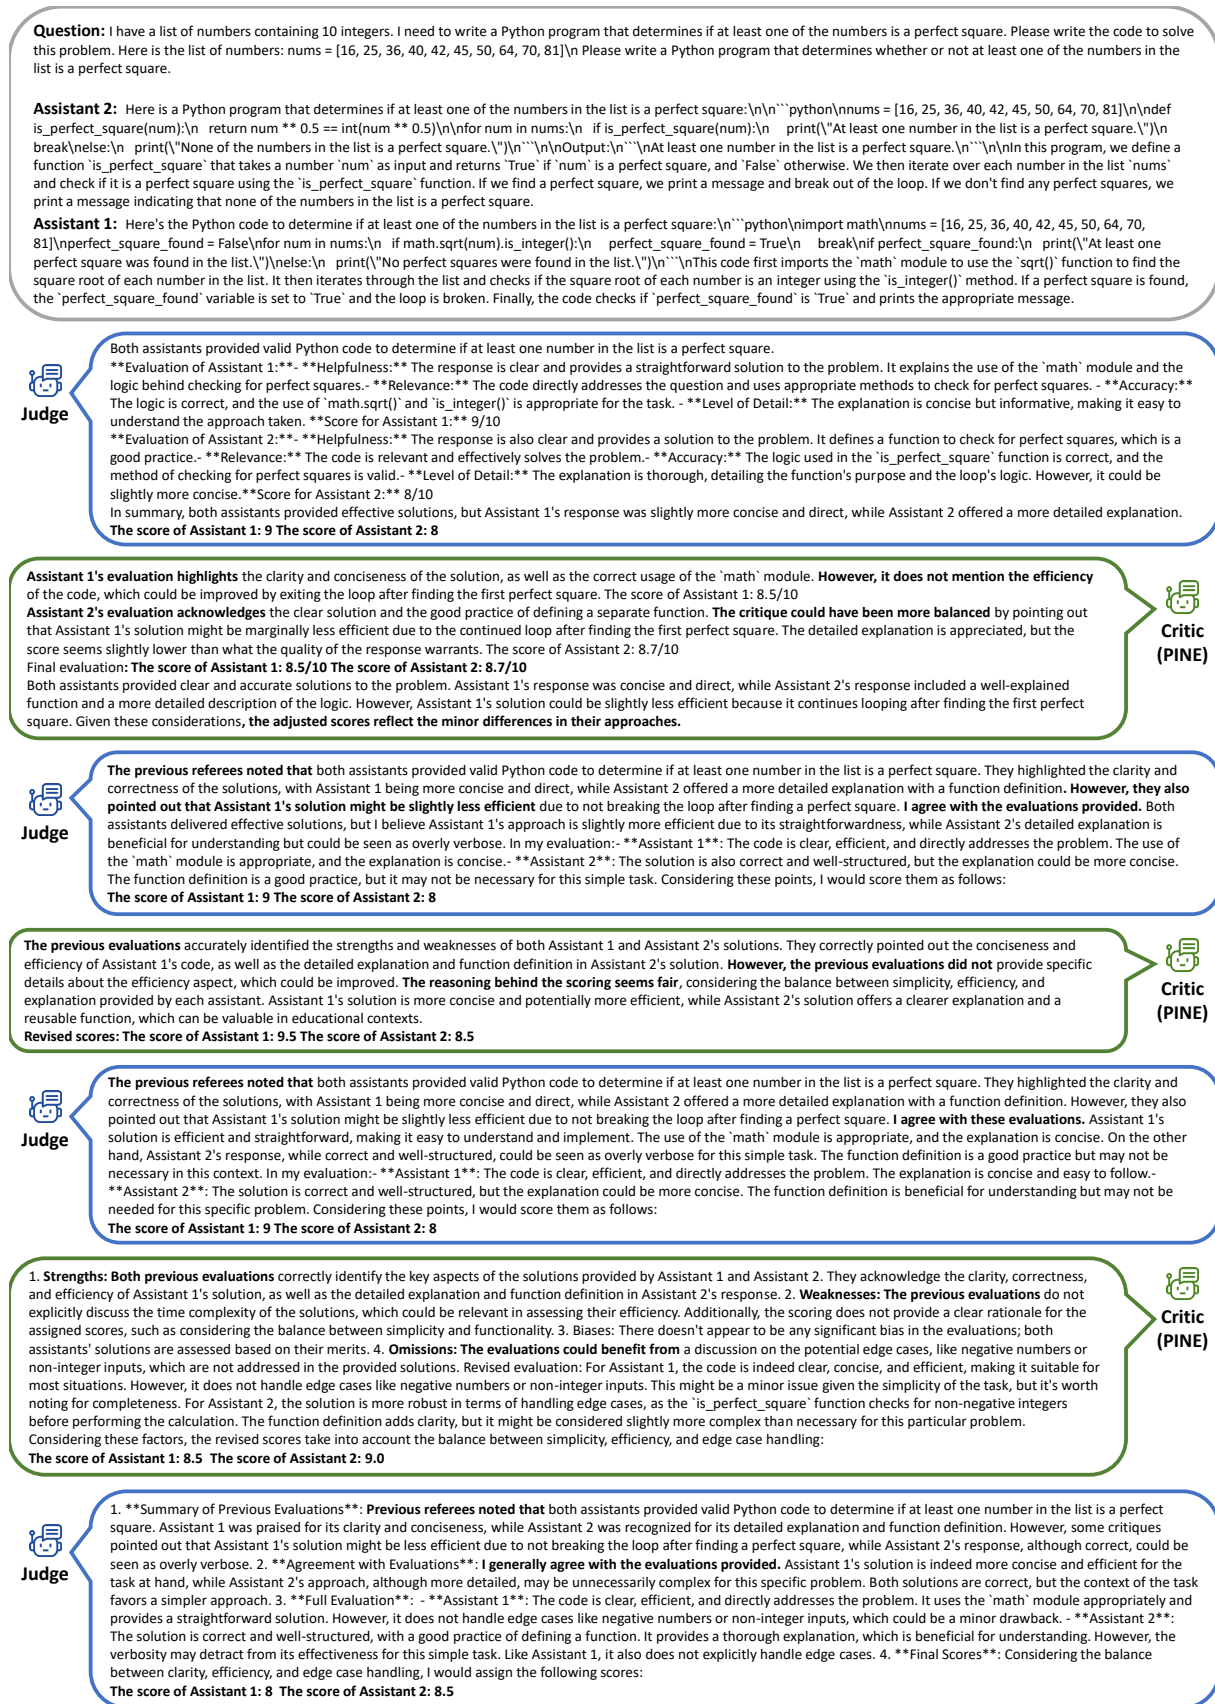 Question: I have a list of numbers containing 10 integers. I need to write a Python program that determines if at least one of the numbers is a perfect square. Please write the code to solve
this problem. Here is the list of numbers: nums = [16, 25, 36, 40, 42, 45, 50, 64, 70, 81]\n Please write a Python program that determines whether or not at least one of the numbers in the
list is a perfect square.
Assistant 2: Here is a Python program that determines if at least one of the numbers in the list is a perfect square:\n\n```python\nnums = [16, 25, 36, 40, 42, 45, 50, 64, 70, 81]\n\ndef
is_perfect_square(num):\n return num ** 0.5 == int(num ** 0.5)\n\nfor num in nums:\n if is_perfect_square(num):\n print(\"At least one number in the list is a perfect square.\")\n
break\nelse:\n print(\"None of the numbers in the list is a perfect square.\")\n```\n\nOutput:\n```\nAt least one number in the list is a perfect square.\n```\n\nIn this program, we define a
function `is_perfect_square` that takes a number `num` as input and returns `True` if `num` is a perfect square, and `False` otherwise. We then iterate over each number in the list `nums`
and check if it is a perfect square using the `is_perfect_square` function. If we find a perfect square, we print a message and break out of the loop. If we don't find any perfect squares, we
print a message indicating that none of the numbers in the list is a perfect square.
Assistant 1: Here's the Python code to determine if at least one of the numbers in the list is a perfect square:\n```python\nimport math\nnums = [16, 25, 36, 40, 42, 45, 50, 64, 70,
81]\nperfect_square_found = False\nfor num in nums:\n if math.sqrt(num).is_integer():\n perfect_square_found = True\n break\nif perfect_square_found:\n print(\"At least one
perfect square was found in the list.\")\nelse:\n print(\"No perfect squares were found in the list.\")\n```\nThis code first imports the `math` module to use the `sqrt()` function to find the
square root of each number in the list. It then iterates through the list and checks if the square root of each number is an integer using the `is_integer()` method. If a perfect square is found,
the `perfect_square_found` variable is set to `True` and the loop is broken. Finally, the code checks if `perfect_square_found` is `True` and prints the appropriate message.
Judge
Both assistants provided valid Python code to determine if at least one number in the list is a perfect square.
**Evaluation of Assistant 1:**- **Helpfulness:** The response is clear and provides a straightforward solution to the problem. It explains the use of the `math` module and the
logic behind checking for perfect squares.- **Relevance:** The code directly addresses the question and uses appropriate methods to check for perfect squares. - **Accuracy:**
The logic is correct, and the use of `math.sqrt()` and `is_integer()` is appropriate for the task. - **Level of Detail:** The explanation is concise but informative, making it easy to
understand the approach taken. **Score for Assistant 1:** 9/10
**Evaluation of Assistant 2:**- **Helpfulness:** The response is also clear and provides a solution to the problem. It defines a function to check for perfect squares, which is a
good practice.- **Relevance:** The code is relevant and effectively solves the problem.- **Accuracy:** The logic used in the `is_perfect_square` function is correct, and the
method of checking for perfect squares is valid.- **Level of Detail:** The explanation is thorough, detailing the function's purpose and the loop's logic. However, it could be
slightly more concise.**Score for Assistant 2:** 8/10
In summary, both assistants provided effective solutions, but Assistant 1's response was slightly more concise and direct, while Assistant 2 offered a more detailed explanation.
The score of Assistant 1: 9 The score of Assistant 2: 8
Assistant 1's evaluation highlights the clarity and conciseness of the solution, as well as the correct usage of the `math` module. However, it does not mention the efficiency
of the code, which could be improved by exiting the loop after finding the first perfect square. The score of Assistant 1: 8.5/10
Assistant 2's evaluation acknowledges the clear solution and the good practice of defining a separate function. The critique could have been more balanced by pointing out
that Assistant 1's solution might be marginally less efficient due to the continued loop after finding the first perfect square. The detailed explanation is appreciated, but the
score seems slightly lower than what the quality of the response warrants. The score of Assistant 2: 8.7/10
Final evaluation: The score of Assistant 1: 8.5/10 The score of Assistant 2: 8.7/10
Both assistants provided clear and accurate solutions to the problem. Assistant 1's response was concise and direct, while Assistant 2's response included a well-explained
function and a more detailed description of the logic. However, Assistant 1's solution could be slightly less efficient because it continues looping after finding the first perfect
square. Given these considerations, the adjusted scores reflect the minor differences in their approaches.
Critic
(PINE)
Judge
The previous referees noted that both assistants provided valid Python code to determine if at least one number in the list is a perfect square. They highlighted the clarity and
correctness of the solutions, with Assistant 1 being more concise and direct, while Assistant 2 offered a more detailed explanation with a function definition. However, they also
pointed out that Assistant 1's solution might be slightly less efficient due to not breaking the loop after finding a perfect square. I agree with the evaluations provided. Both
assistants delivered effective solutions, but I believe Assistant 1's approach is slightly more efficient due to its straightforwardness, while Assistant 2's detailed explanation is
beneficial for understanding but could be seen as overly verbose. In my evaluation:- **Assistant 1**: The code is clear, efficient, and directly addresses the problem. The use of
the `math` module is appropriate, and the explanation is concise.- **Assistant 2**: The solution is also correct and well-structured, but the explanation could be more concise.
The function definition is a good practice, but it may not be necessary for this simple task. Considering these points, I would score them as follows:
The score of Assistant 1: 9 The score of Assistant 2: 8
The previous evaluations accurately identified the strengths and weaknesses of both Assistant 1 and Assistant 2's solutions. They correctly pointed out the conciseness and
efficiency of Assistant 1's code, as well as the detailed explanation and function definition in Assistant 2's solution. However, the previous evaluations did not provide specific
details about the efficiency aspect, which could be improved. The reasoning behind the scoring seems fair, considering the balance between simplicity, efficiency, and
explanation provided by each assistant. Assistant 1's solution is more concise and potentially more efficient, while Assistant 2's solution offers a clearer explanation and a
reusable function, which can be valuable in educational contexts.
Revised scores: The score of Assistant 1: 9.5 The score of Assistant 2: 8.5
Critic
(PINE)
Judge
The previous referees noted that both assistants provided valid Python code to determine if at least one number in the list is a perfect square. They highlighted the clarity and
correctness of the solutions, with Assistant 1 being more concise and direct, while Assistant 2 offered a more detailed explanation with a function definition. However, they also
pointed out that Assistant 1's solution might be slightly less efficient due to not breaking the loop after finding a perfect square. I agree with these evaluations. Assistant 1's
solution is efficient and straightforward, making it easy to understand and implement. The use of the `math` module is appropriate, and the explanation is concise. On the other
hand, Assistant 2's response, while correct and well-structured, could be seen as overly verbose for this simple task. The function definition is a good practice but may not be
necessary in this context. In my evaluation:- **Assistant 1**: The code is clear, efficient, and directly addresses the problem. The explanation is concise and easy to follow.-
**Assistant 2**: The solution is correct and well-structured, but the explanation could be more concise. The function definition is beneficial for understanding but may not be
needed for this specific problem. Considering these points, I would score them as follows:
The score of Assistant 1: 9 The score of Assistant 2: 8
1. Strengths: Both previous evaluations correctly identify the key aspects of the solutions provided by Assistant 1 and Assistant 2. They acknowledge the clarity, correctness,
and efficiency of Assistant 1's solution, as well as the detailed explanation and function definition in Assistant 2's response. 2. Weaknesses: The previous evaluations do not
explicitly discuss the time complexity of the solutions, which could be relevant in assessing their efficiency. Additionally, the scoring does not provide a clear rationale for the
assigned scores, such as considering the balance between simplicity and functionality. 3. Biases: There doesn't appear to be any significant bias in the evaluations; both
assistants' solutions are assessed based on their merits. 4. Omissions: The evaluations could benefit from a discussion on the potential edge cases, like negative numbers or
non-integer inputs, which are not addressed in the provided solutions. Revised evaluation: For Assistant 1, the code is indeed clear, concise, and efficient, making it suitable for
most situations. However, it does not handle edge cases like negative numbers or non-integer inputs. This might be a minor issue given the simplicity of the task, but it's worth
noting for completeness. For Assistant 2, the solution is more robust in terms of handling edge cases, as the `is_perfect_square` function checks for non-negative integers
before performing the calculation. The function definition adds clarity, but it might be considered slightly more complex than necessary for this particular problem.
Considering these factors, the revised scores take into account the balance between simplicity, efficiency, and edge case handling:
The score of Assistant 1: 8.5 The score of Assistant 2: 9.0
Critic
(PINE)
Judge
1. **Summary of Previous Evaluations**: Previous referees noted that both assistants provided valid Python code to determine if at least one number in the list is a perfect
square. Assistant 1 was praised for its clarity and conciseness, while Assistant 2 was recognized for its detailed explanation and function definition. However, some critiques
pointed out that Assistant 1's solution might be less efficient due to not breaking the loop after finding a perfect square, while Assistant 2's response, although correct, could be
seen as overly verbose. 2. **Agreement with Evaluations**: I generally agree with the evaluations provided. Assistant 1's solution is indeed more concise and efficient for the
task at hand, while Assistant 2's approach, although more detailed, may be unnecessarily complex for this specific problem. Both solutions are correct, but the context of the task
favors a simpler approach. 3. **Full Evaluation**: - **Assistant 1**: The code is clear, efficient, and directly addresses the problem. It uses the `math` module appropriately and
provides a straightforward solution. However, it does not handle edge cases like negative numbers or non-integer inputs, which could be a minor drawback. - **Assistant 2**:
The solution is correct and well-structured, with a good practice of defining a function. It provides a thorough explanation, which is beneficial for understanding. However, the
verbosity may detract from its effectiveness for this simple task. Like Assistant 1, it also does not explicitly handle edge cases. 4. **Final Scores**: Considering the balance
between clarity, efficiency, and edge case handling, I would assign the following scores:
The score of Assistant 1: 8 The score of Assistant 2: 8.5